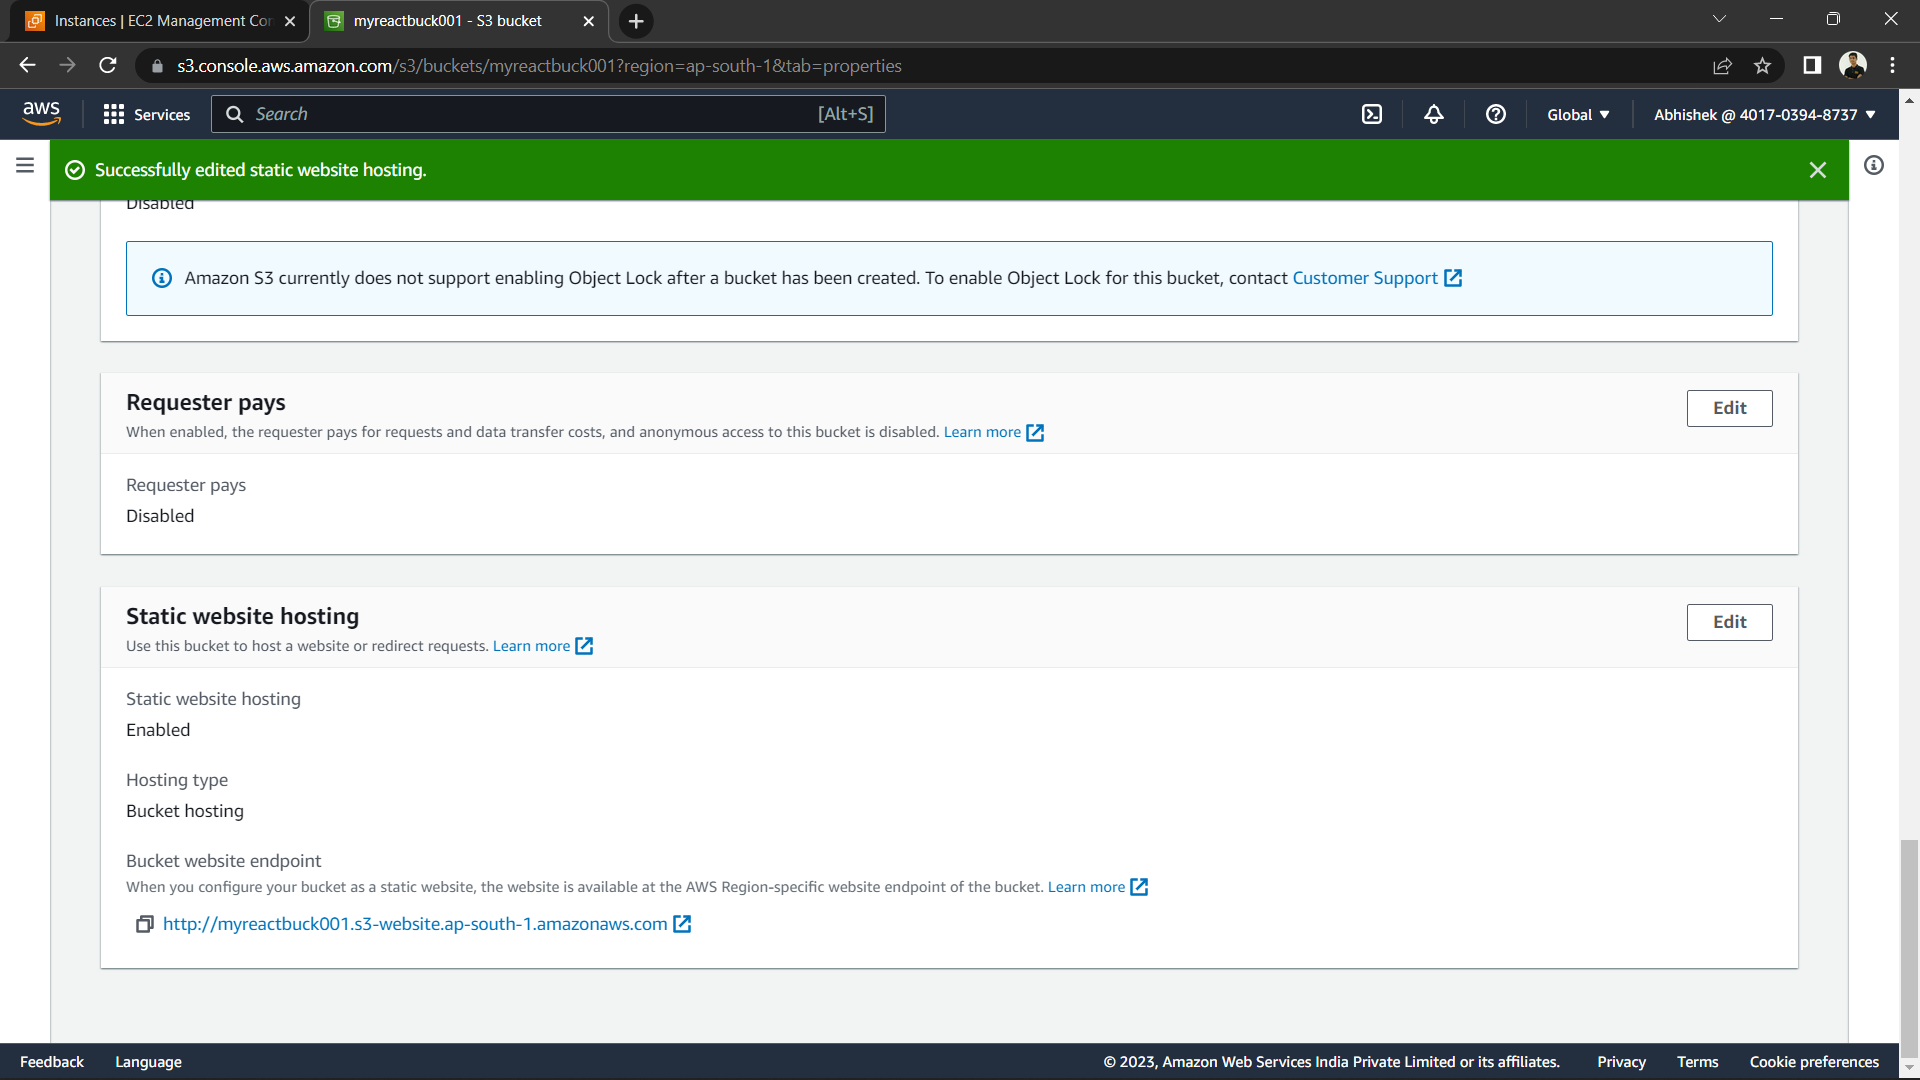 Instances | EC2 Management Con
myreactbuck001 - S3 bucket
s3.console.aws.amazon.com/s3/buckets/myreactbuck001?region=ap-south-1&tab=properties
aws
Services
Search
[Alt+S]
Global
Abhishek @ 4017-0394-8737
Successfully edited static website hosting.
Disabled
Amazon S3 currently does not support enabling Object Lock after a bucket has been created. To enable Object Lock for this bucket, contact Customer Support
Requester pays
Edit
When enabled, the requester pays for requests and data transfer costs, and anonymous access to this bucket is disabled. Learn more
Requester pays
Disabled
Static website hosting
Edit
Use this bucket to host a website or redirect requests. Learn more
Static website hosting
Enabled
Hosting type
Bucket hosting
Bucket website endpoint
When you configure your bucket as a static website, the website is available at the AWS Region-specific website endpoint of the bucket. Learn more
http://myreactbuck001.s3-website.ap-south-1.amazonaws.com
Feedback
Language
© 2023, Amazon Web Services India Private Limited or its affiliates.
Privacy
Terms
Cookie preferences